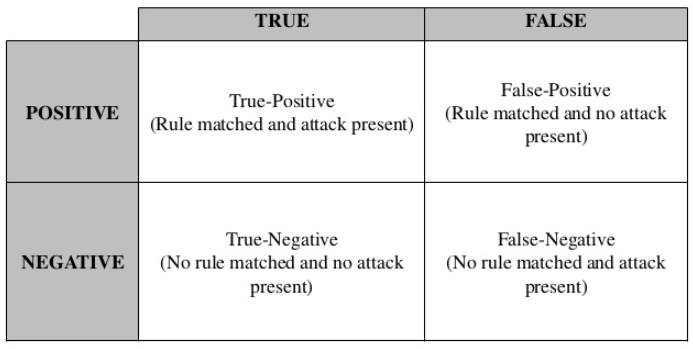 TRUE
FALSE
POSITIVE
True-Positive
(Rule matched and attack present)
False-Positive
(Rule matched and no attack
present)
NEGATIVE
True-Negative
(No rule matched and no attack
present)
False-Negative
(No rule matched and attack
present)